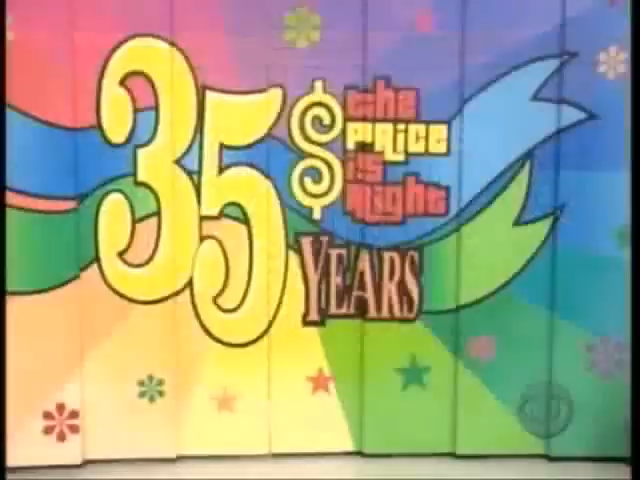 35
$
the
PRICE
is
Right
YEARS